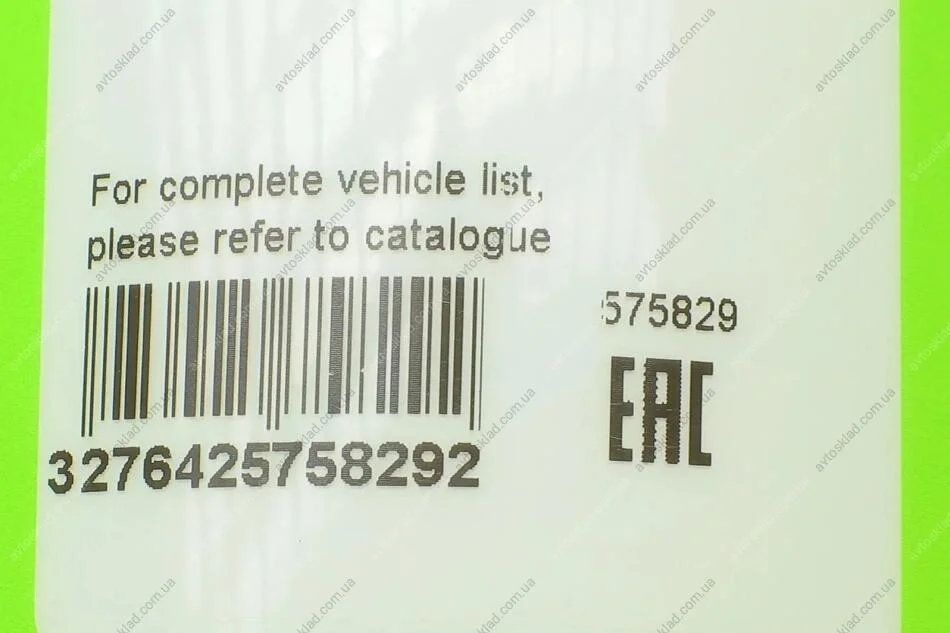 For complete vehicle list,
please refer to catalogue
575829
3276425758292
EAC
avtosklad.com.ua